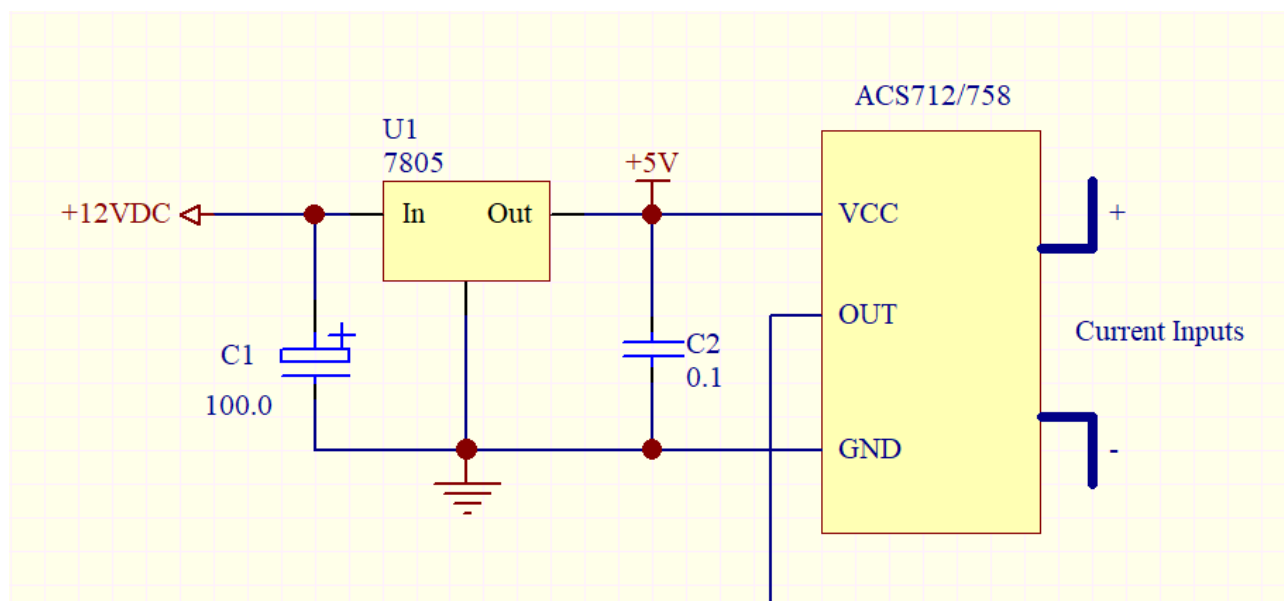 ACS712/758
U1
7805
+5V
+12VDC
In
Out
VCC
+
OUT
C1
+
C2
0.1
Current Inputs
100.0
GND
-